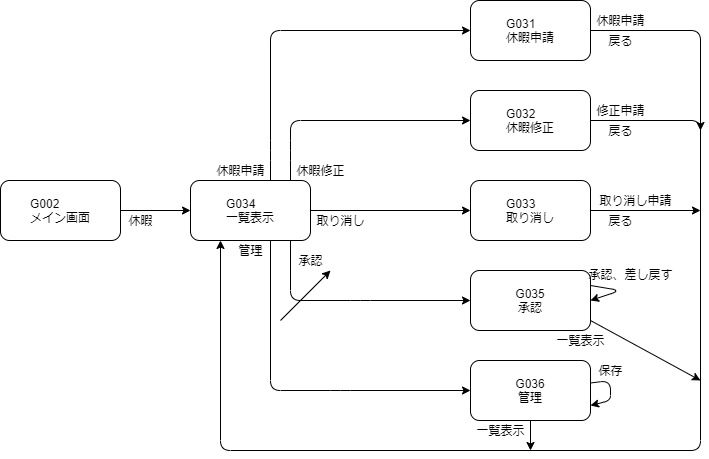 G031
休暇申請
休暇申請
戻る
G032
休暇修正
修正申請
戻る
休暇申請
休暇修正
G002
メイン画面
休暇
G034
一覧表示
取り消し
G033
取り消し
取り消し申請
戻る
管理
承認
G035
承認
承認、差し戻す
一覧表示
G036
管理
保存
一覧表示